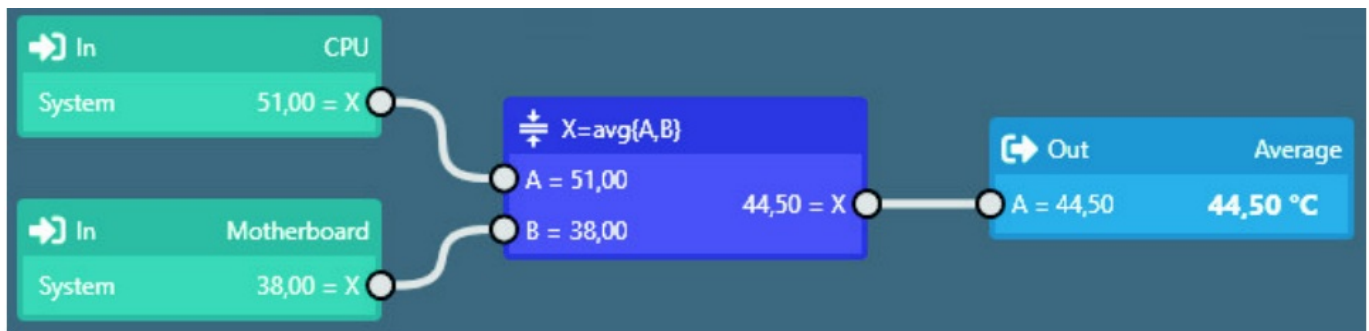 In CPU
System 51,00 = X
In Motherboard
System 38,00 = X
X=avg{A,B}
A = 51,00
44,50 = X
B = 38,00
Out Average
A = 44,50 44,50 °C